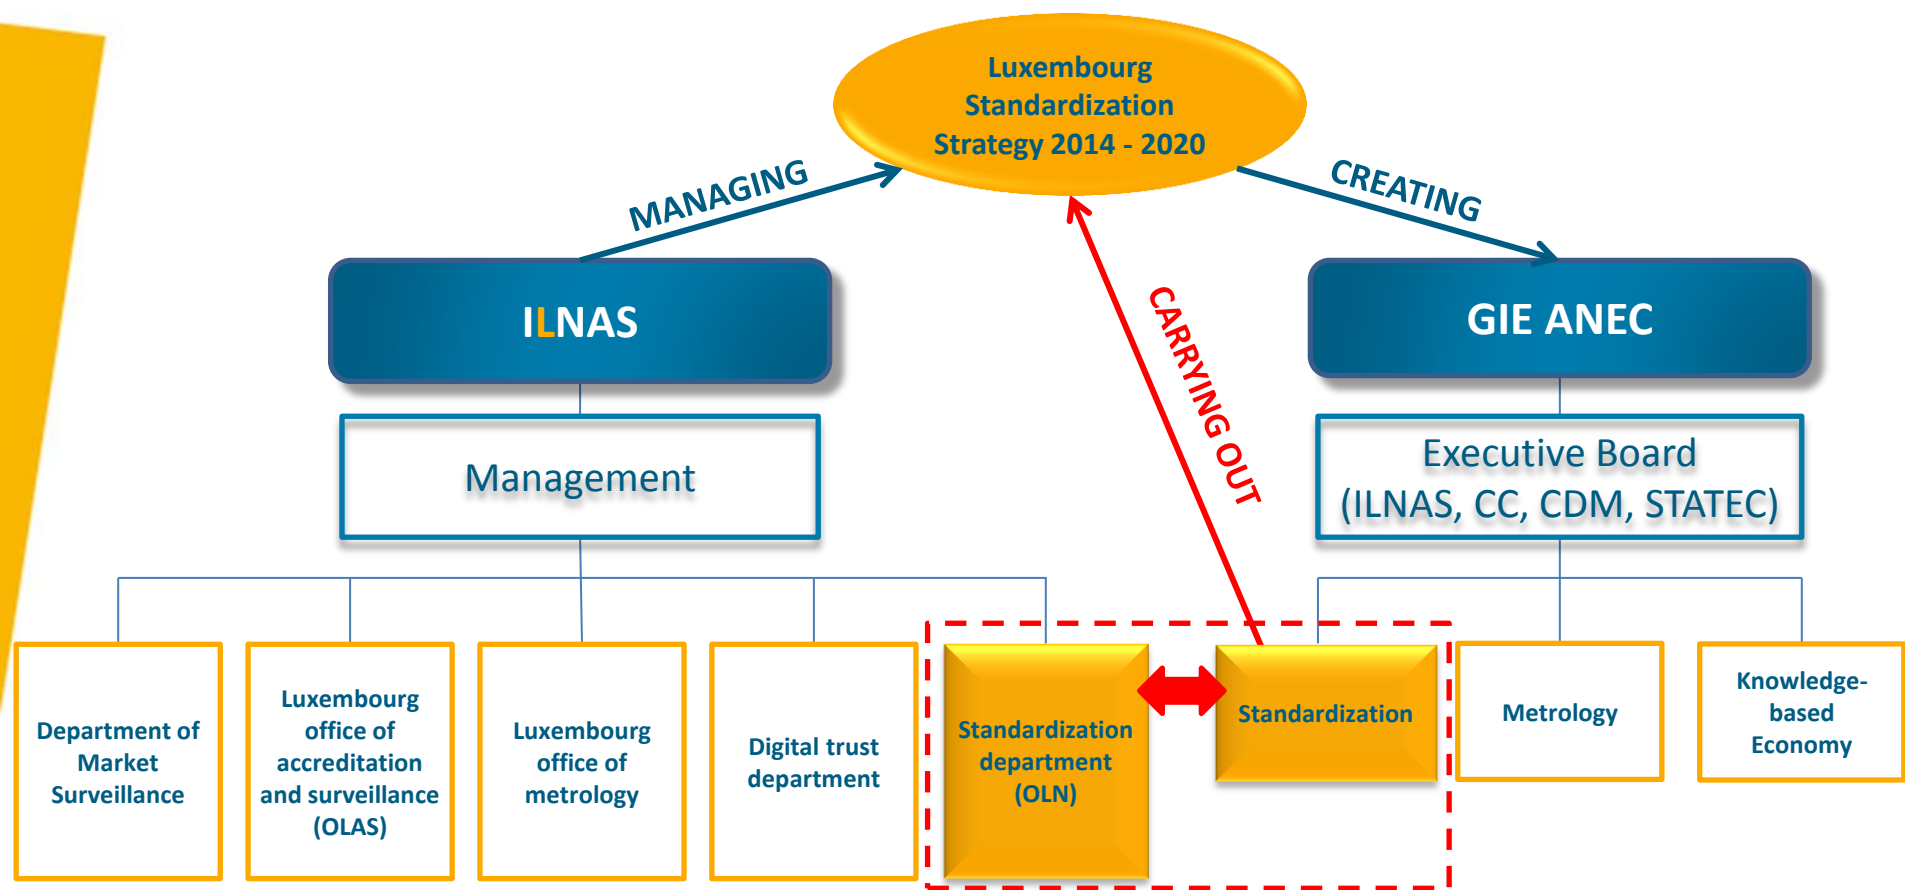 Luxembourg
Standardization
Strategy 2014 - 2020
MANAGING
CREATING
ILNAS
GIE ANEC
CARRYING OUT
Management
Executive Board
(ILNAS, CC, CDM, STATEC)
Department of
Market
Surveillance
Luxembourg
office of
accreditation
and surveillance
(OLAS)
Luxembourg
office of
metrology
Digital trust
department
Standardization
department
(OLN)
Standardization
Metrology
Knowledge-
based
Economy